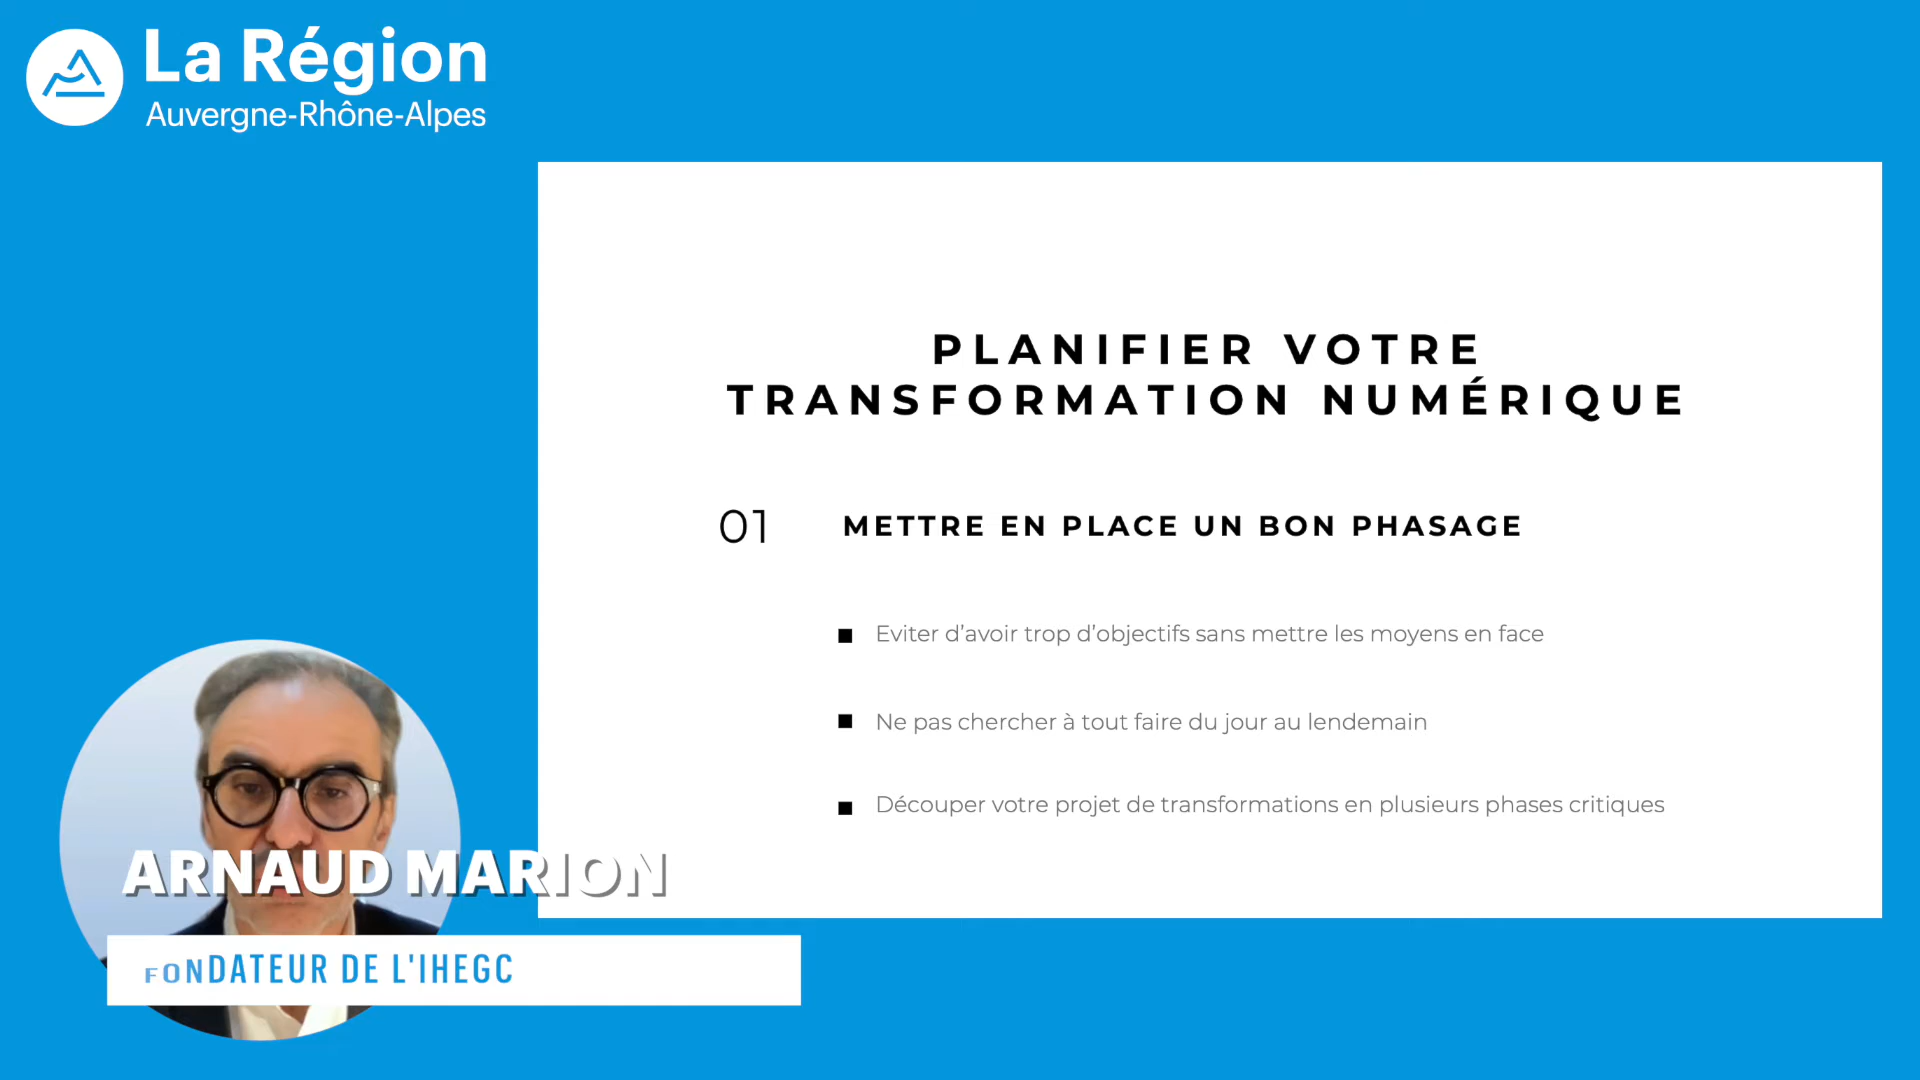 La Région
Auvergne-Rhône-Alpes
PLANIFIER VOTRE
TRANSFORMATION NUMÉRIQUE
01 METTRE EN PLACE UN BON PHASAGE
Eviter d’avoir trop d’objectifs sans mettre les moyens en face
Ne pas chercher à tout faire du jour au lendemain
Découper votre projet de transformations en plusieurs phases critiques
ARNAUD MARION
FONDATEUR DE L'IHEGC